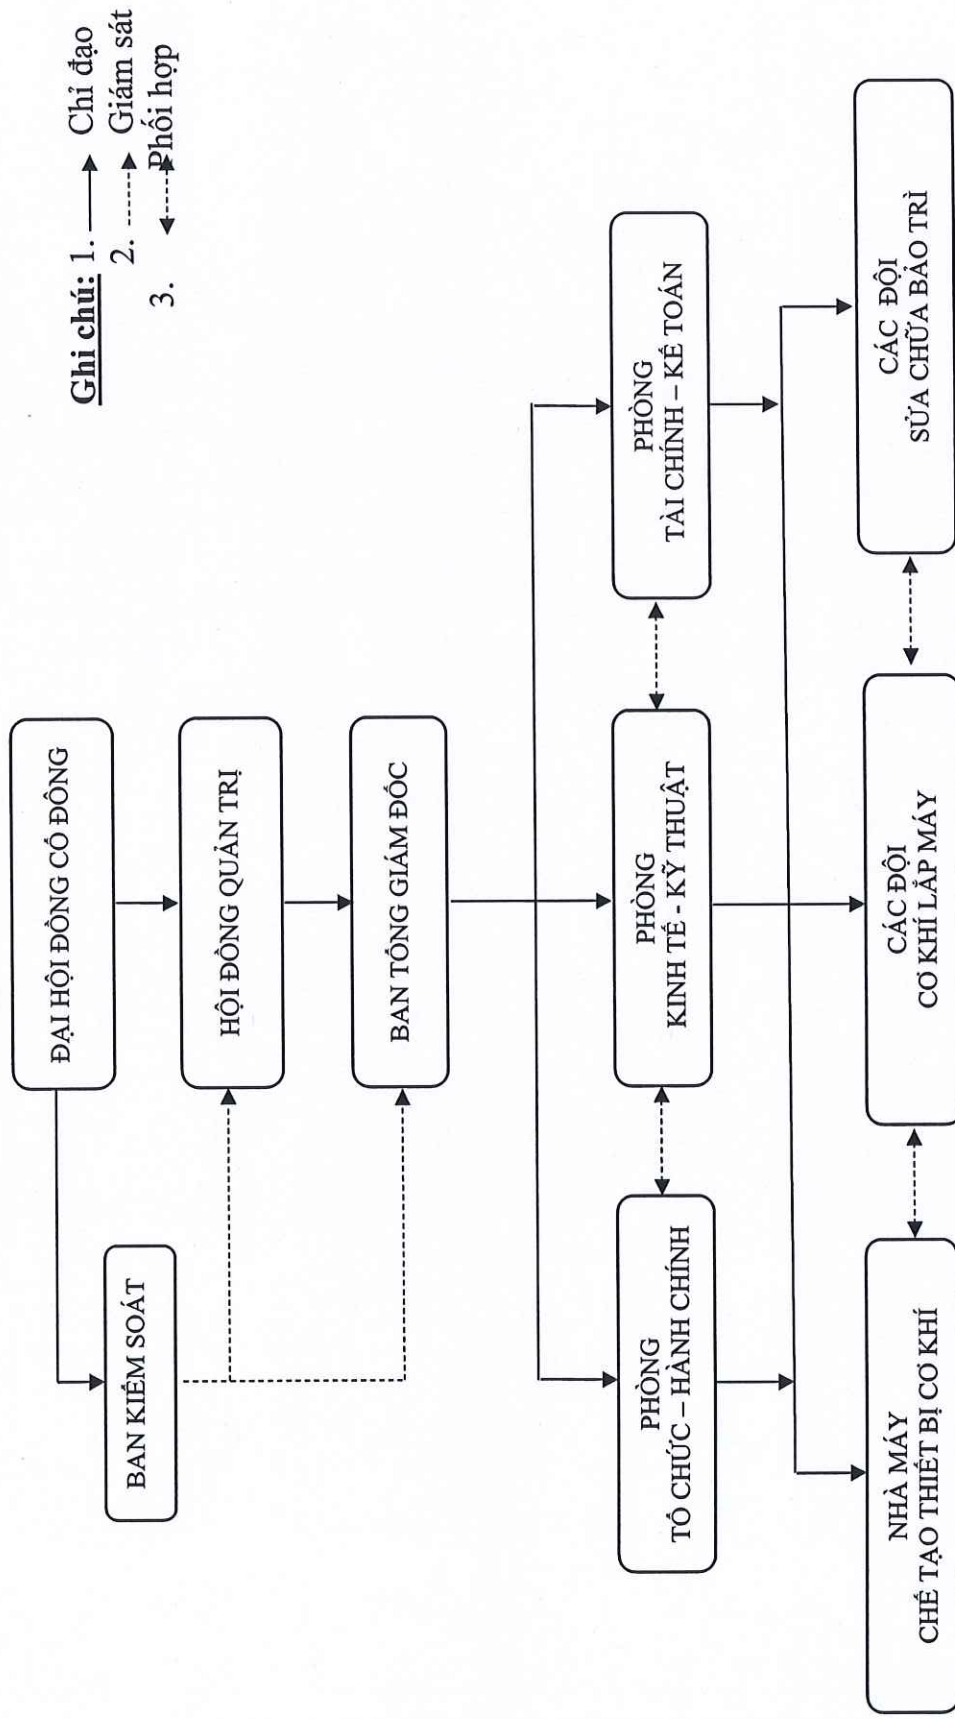 Ghi chú: 1. Chỉ đạo
2. Giám sát
3. Phối hợp
ĐẠI HỘI ĐỒNG CỔ ĐÔNG
BAN KIỂM SOÁT
HỘI ĐỒNG QUẢN TRỊ
BAN TỔNG GIÁM ĐỐC
PHÒNG
TỔ CHỨC – HÀNH CHÍNH
PHÒNG
KINH TẾ - KỸ THUẬT
PHÒNG
TÀI CHÍNH – KẾ TOÁN
NHÀ MÁY
CHẾ TẠO THIẾT BỊ CƠ KHÍ
CÁC ĐỘI
CƠ KHÍ LẮP MÁY
CÁC ĐỘI
SỬA CHỮA BẢO TRÌ